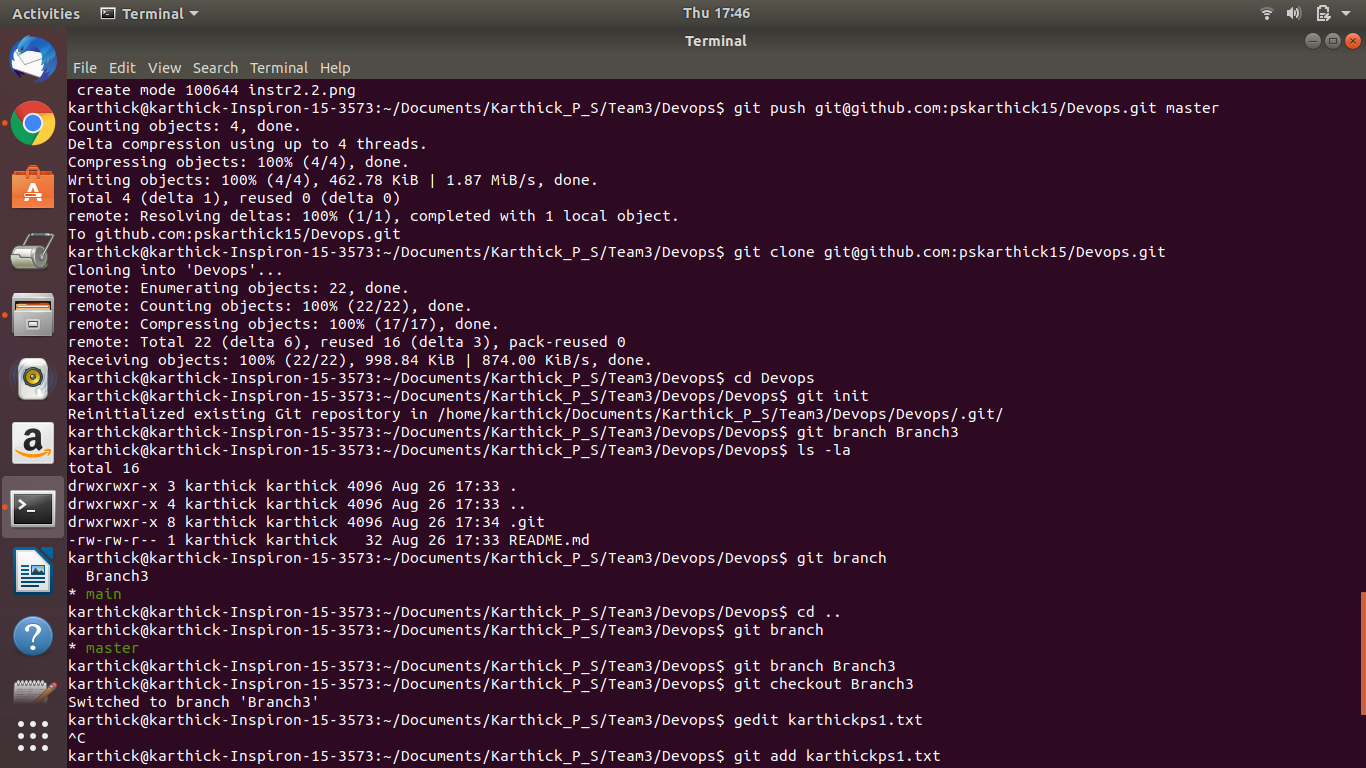 Activities
Terminal
Thu 17:46
Terminal
File Edit View Search Terminal Help
 create mode 100644 instr2.2.png
karthick@karthick-Inspiron-15-3573:~/Documents/Karthick_P_S/Team3/Devops$ git push git@github.com:pskarthick15/Devops.git master
Counting objects: 4, done.
Delta compression using up to 4 threads.
Compressing objects: 100% (4/4), done.
Writing objects: 100% (4/4), 462.78 KiB | 1.87 MiB/s, done.
Total 4 (delta 1), reused 0 (delta 0)
remote: Resolving deltas: 100% (1/1), completed with 1 local object.
To github.com:pskarthick15/Devops.git
karthick@karthick-Inspiron-15-3573:~/Documents/Karthick_P_S/Team3/Devops$ git clone git@github.com:pskarthick15/Devops.git
Cloning into 'Devops'...
remote: Enumerating objects: 22, done.
remote: Counting objects: 100% (22/22), done.
remote: Compressing objects: 100% (17/17), done.
remote: Total 22 (delta 6), reused 16 (delta 3), pack-reused 0
Receiving objects: 100% (22/22), 998.84 KiB | 874.00 KiB/s, done.
karthick@karthick-Inspiron-15-3573:~/Documents/Karthick_P_S/Team3/Devops$ cd Devops
karthick@karthick-Inspiron-15-3573:~/Documents/Karthick_P_S/Team3/Devops/Devops$ git init
Reinitialized existing Git repository in /home/karthick/Documents/Karthick_P_S/Team3/Devops/Devops/.git/
karthick@karthick-Inspiron-15-3573:~/Documents/Karthick_P_S/Team3/Devops/Devops$ git branch Branch3
karthick@karthick-Inspiron-15-3573:~/Documents/Karthick_P_S/Team3/Devops/Devops$ ls -la
total 16
drwxrwxr-x 3 karthick karthick 4096 Aug 26 17:33 .
drwxrwxr-x 4 karthick karthick 4096 Aug 26 17:33 ..
drwxrwxr-x 8 karthick karthick 4096 Aug 26 17:34 .git
-rw-rw-r-- 1 karthick karthick   32 Aug 26 17:33 README.md
karthick@karthick-Inspiron-15-3573:~/Documents/Karthick_P_S/Team3/Devops/Devops$ git branch
  Branch3
* main
karthick@karthick-Inspiron-15-3573:~/Documents/Karthick_P_S/Team3/Devops/Devops$ cd ..
karthick@karthick-Inspiron-15-3573:~/Documents/Karthick_P_S/Team3/Devops$ git branch
* master
karthick@karthick-Inspiron-15-3573:~/Documents/Karthick_P_S/Team3/Devops$ git branch Branch3
karthick@karthick-Inspiron-15-3573:~/Documents/Karthick_P_S/Team3/Devops$ git checkout Branch3
Switched to branch 'Branch3'
karthick@karthick-Inspiron-15-3573:~/Documents/Karthick_P_S/Team3/Devops$ gedit karthickps1.txt
^C
karthick@karthick-Inspiron-15-3573:~/Documents/Karthick_P_S/Team3/Devops$ git add karthickps1.txt